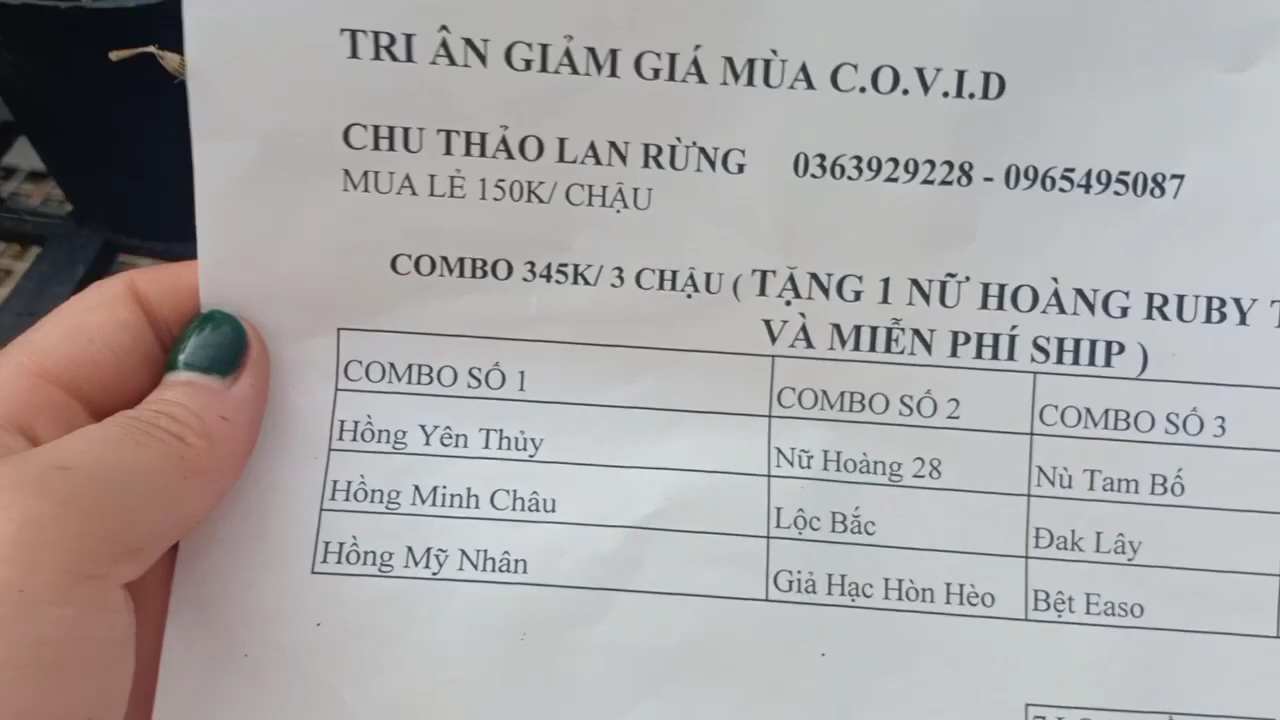 TRI ÂN GIẢM GIÁ MÙA C.O.V.I.D
CHU THẢO LAN RỪNG 0363929228 - 0965495087
MUA LẺ 150K/ CHẬU
COMBO 345K/ 3 CHẬU ( TẶNG 1 NỮ HOÀNG RUBY
VÀ MIỄN PHÍ SHIP )
COMBO SỐ 1 COMBO SỐ 2 COMBO SỐ 3
Hồng Yên Thủy Nữ Hoàng 28 Nù Tam Bố
Hồng Minh Châu Lộc Bắc Đak Lây
Hồng Mỹ Nhân Giả Hạc Hòn Hèo Bệt Easo